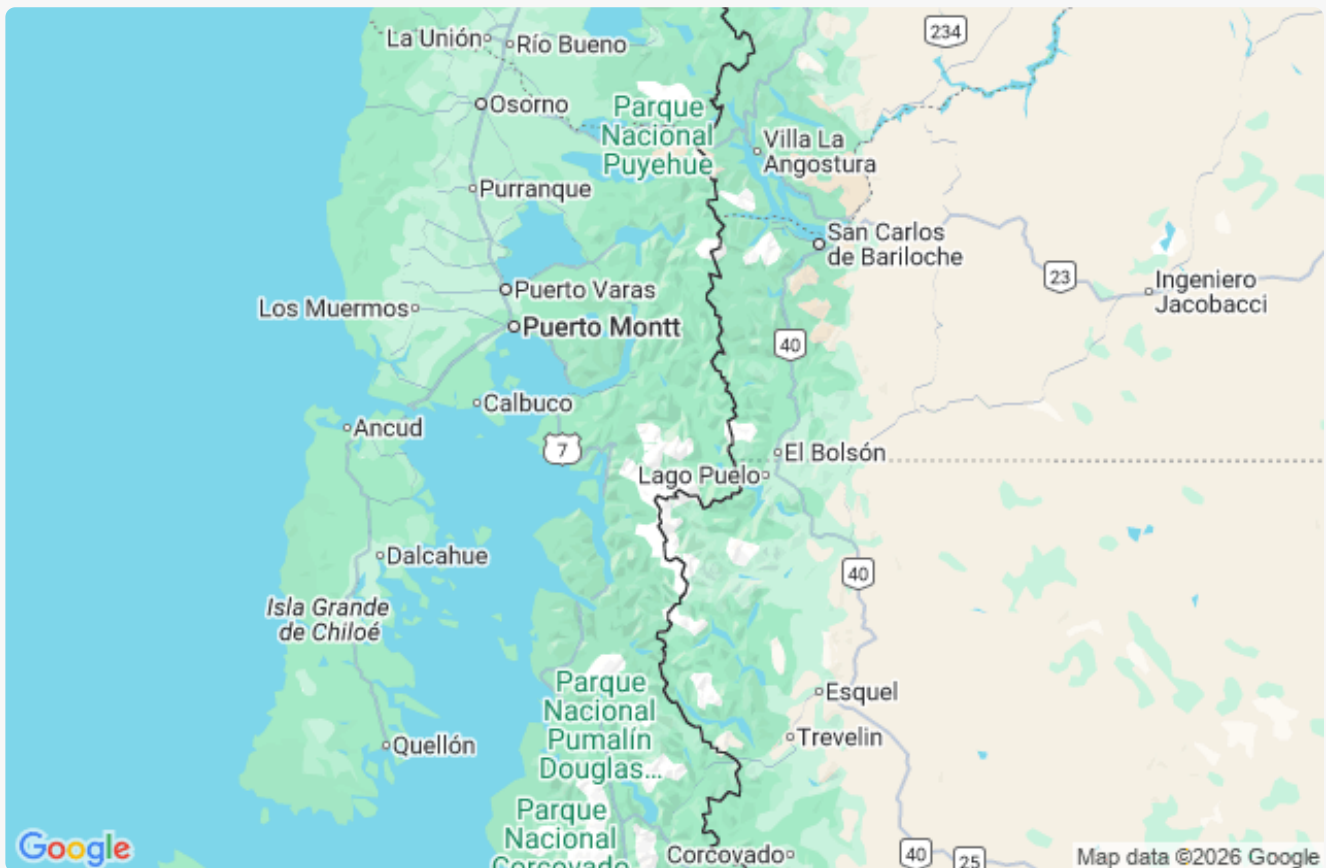 La Unión
Río Bueno
234
Osorno
Parque
Nacional
Puyehue
Villa La
Angostura
Purranque
San Carlos
de Bariloche
23
Ingeniero
Jacobacci
Puerto Varas
Los Muermos
Puerto Montt
40
Calbuco
Ancud
7
El Bolsón
Lago Puelo
Dalcahue
40
Isla Grande
de Chiloé
Parque
Nacional
Pumalín
Douglas...
Esquel
Trevelin
Quellón
Parque
Nacional
Corcovado
Corcovado
40
25
Google
Map data ©2026 Google